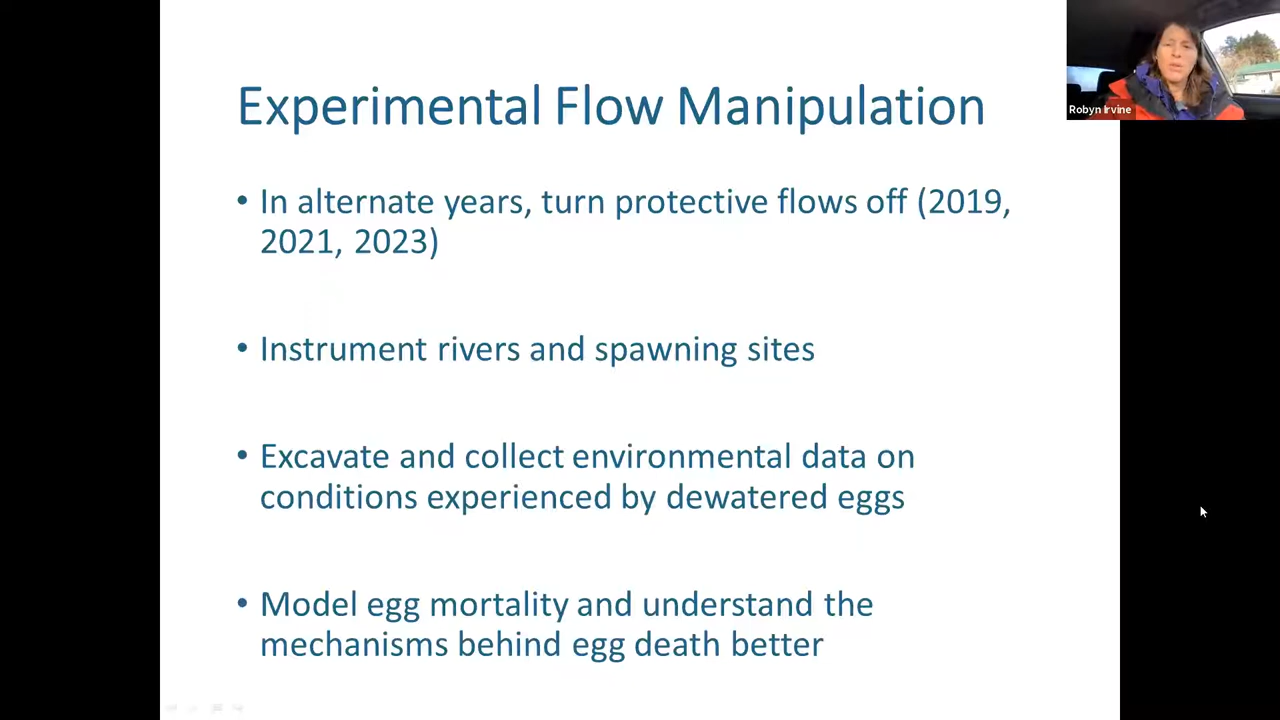 Experimental Flow Manipulation
• In alternate years, turn protective flows off (2019,
2021, 2023)
• Instrument rivers and spawning sites
• Excavate and collect environmental data on
conditions experienced by dewatered eggs
• Model egg mortality and understand the
mechanisms behind egg death better
Robyn Irvine